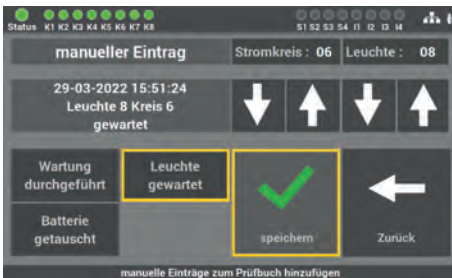 Status K1 K2 K3 K4 K5 K6 K7 K8 S1 S2 S3 S4 I1 I2 I3 I4
manueller Eintrag Stromkreis : 06 Leuchte : 08
29-03-2022 15:51:24
Leuchte 8 Kreis 6
gewartet
Wartung
durchgeführt
Leuchte
gewartet
Batterie
getauscht
speichern
Zurück
manuelle Einträge zum Prüfbuch hinzufügen